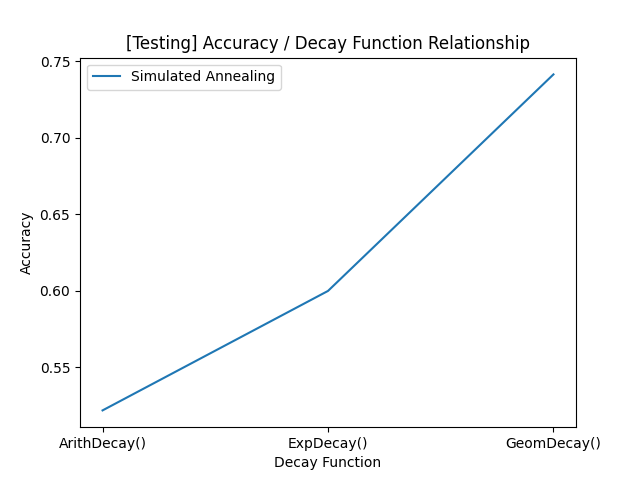 [Testing] Accuracy / Decay Function Relationship
Simulated Annealing
0.75
0.70
0.65
0.60
0.55
Accuracy
ArithDecay()
ExpDecay()
GeomDecay()
Decay Function